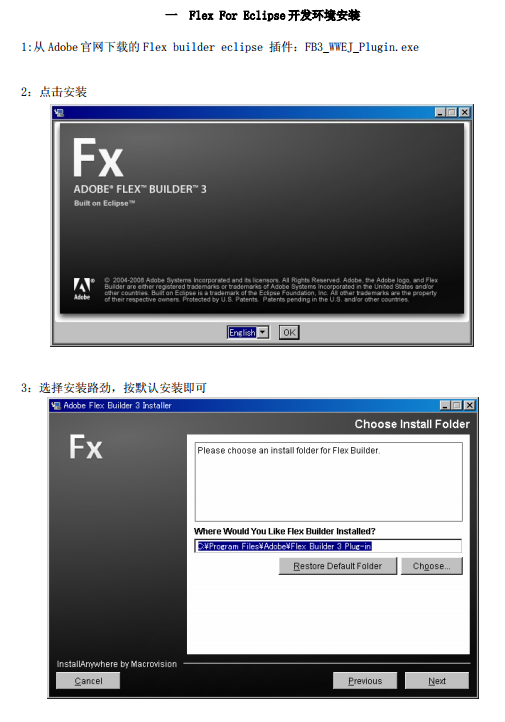 一 Flex For Eclipse开发环境安装
1:从Adobe官网下载的Flex builder eclipse 插件: FB3_WWEJ_Plugin.exe
2: 点击安装
Fx
ADOBE® FLEX™ BUILDER™ 3
Built on Eclipse™
Adobe
© 2004-2008 Adobe Systems Incorporated and its licensors. All Rights Reserved. Adobe, the Adobe logo, and Flex
Builder are either registered trademarks or trademarks of Adobe Systems Incorporated in the United States and/or
other countries. Built on Eclipse is a trademark of the Eclipse Foundation, Inc. All other trademarks are the property
of their respective owners. Protected by U.S. Patents. Patents pending in the U.S. and/or other countries.
English OK
3: 选择安装路劲, 按默认安装即可
Adobe Flex Builder 3 Installer
Choose Install Folder
Fx
Please choose an install folder for Flex Builder.
Where Would You Like Flex Builder Installed?
C:¥Program Files¥Adobe¥Flex Builder 3 Plug-in
Restore Default Folder Choose...
InstallAnywhere by Macrovision
Cancel Previous Next